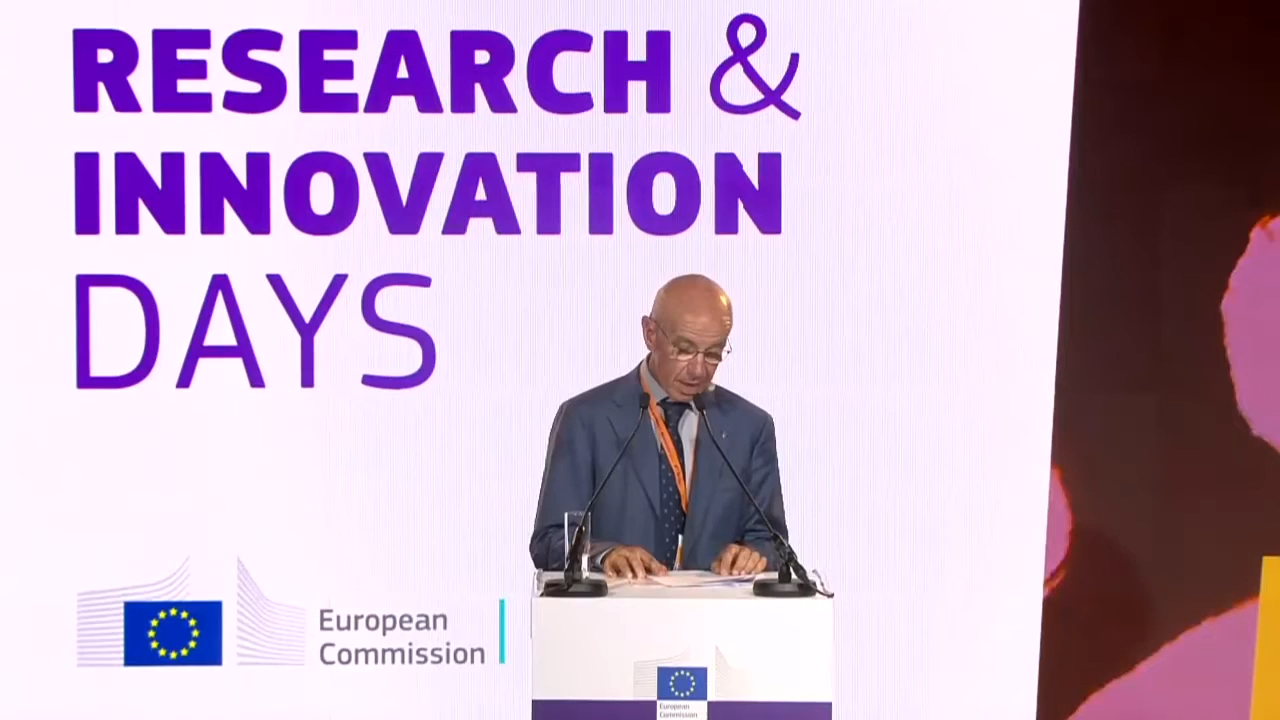 RESEARCH &
INNOVATION
DAYS
European
Commission
European
Commission